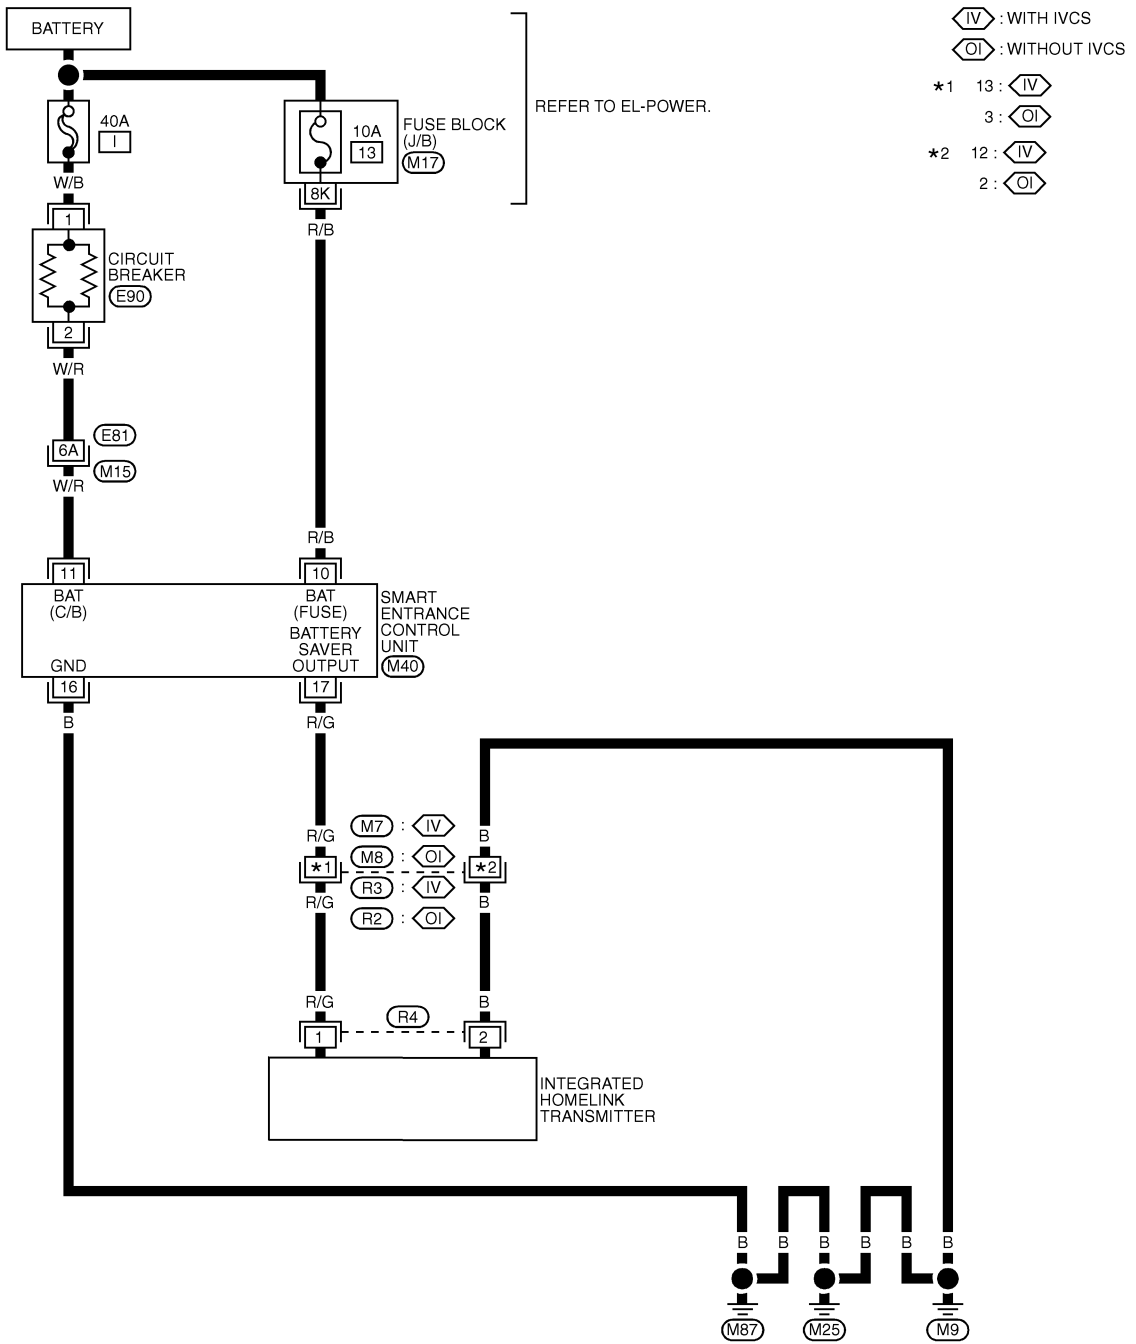 BATTERY
IV : WITH IVCS
OI : WITHOUT IVCS
*1 13 : IV
3 : OI
*2 12 : IV
2 : OI
REFER TO EL-POWER.
40A
I
10A
13
FUSE BLOCK
(J/B)
M17
W/B
8K
1
R/B
CIRCUIT
BREAKER
E90
2
W/R
E81
6A
M15
W/R
R/B
11
10
BAT
(C/B)
BAT
(FUSE)
BATTERY
SAVER
OUTPUT
GND
SMART
ENTRANCE
CONTROL
UNIT
M40
16
17
B
R/G
R/G
M7 : IV
B
M8 : OI
*1
*2
R3 : IV
R/G
B
R2 : OI
R/G
B
R4
1
2
INTEGRATED
HOMELINK
TRANSMITTER
B B B B B B
M87
M25
M9